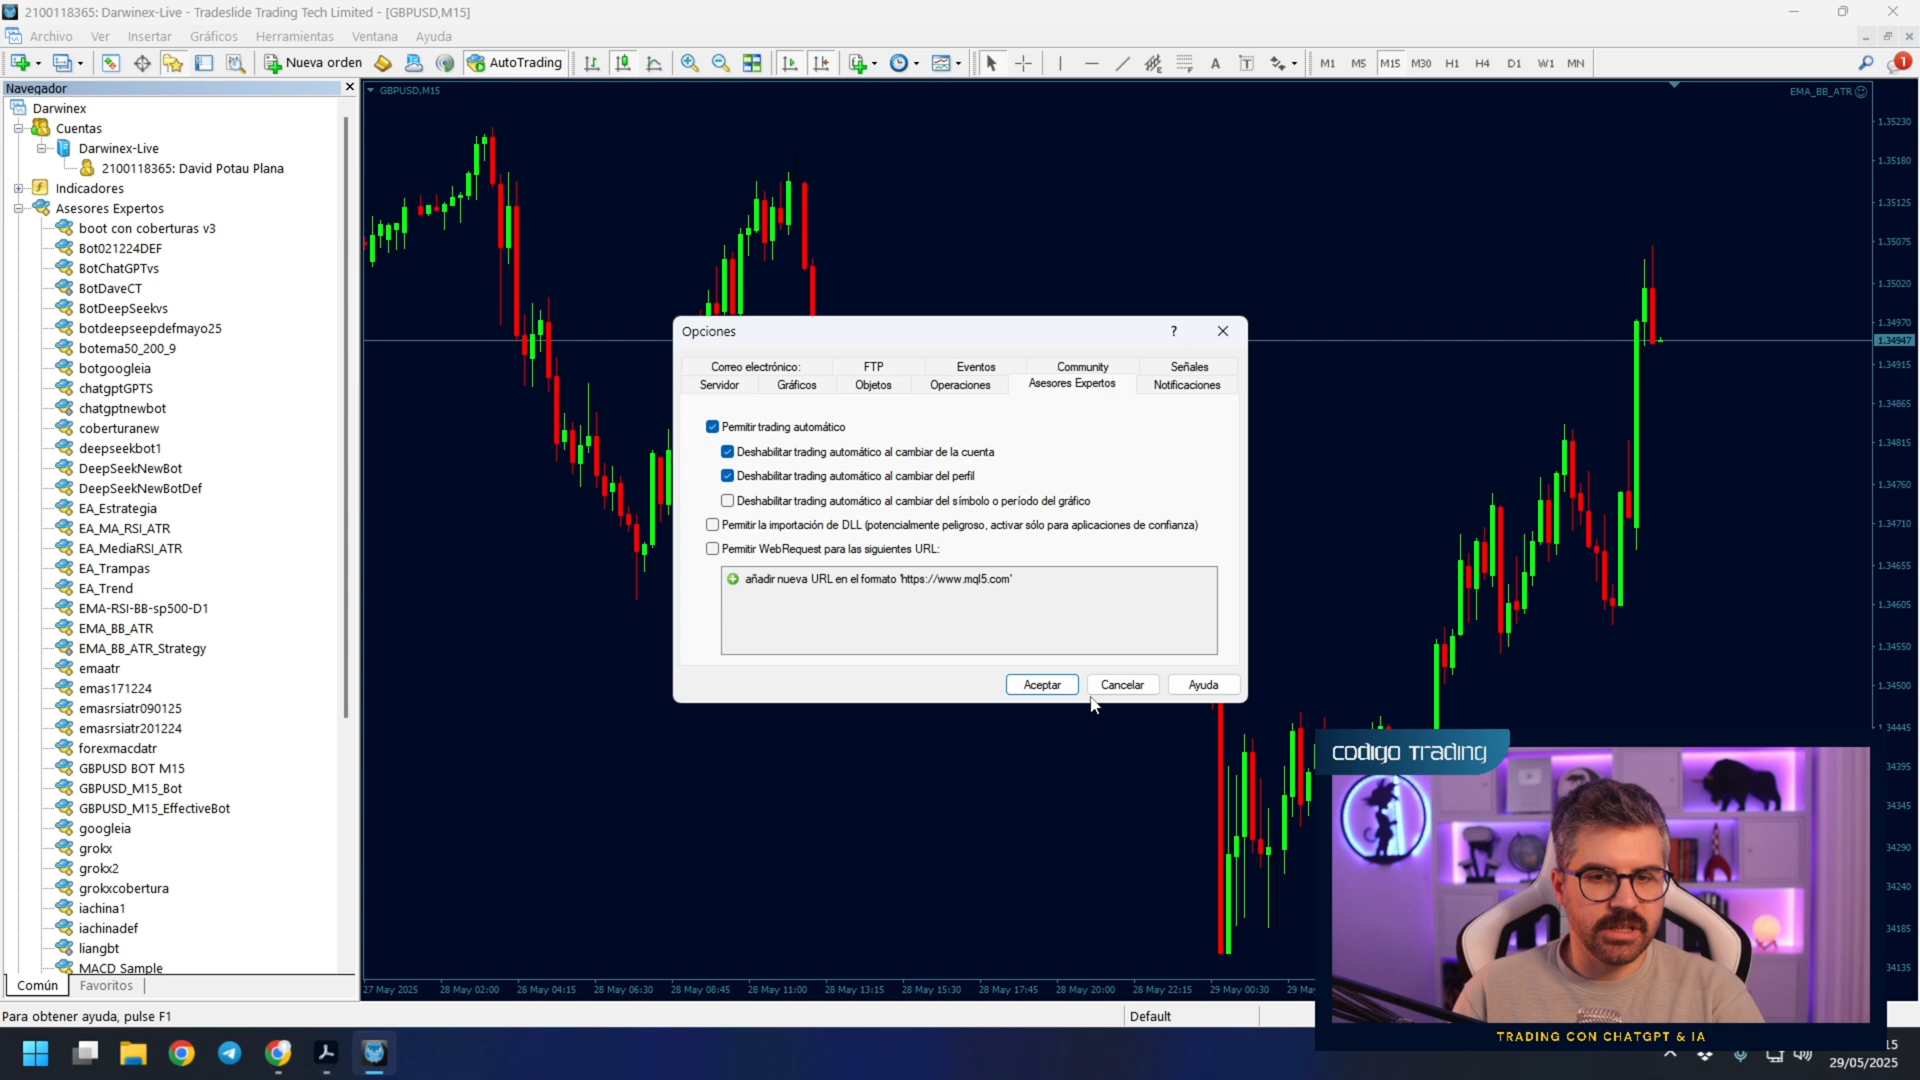 2100118365: Darwinex-Live - Tradeslide Trading Tech Limited - [GBPUSD,M15]
Archivo Ver Insertar Gráficos Herramientas Ventana Ayuda
Nueva orden AutoTrading A T M1 M5 M15 M30 H1 H4 D1 W1 MN 1
Navegador
Darwinex
Cuentas
Darwinex-Live
2100118365: David Potau Plana
Indicadores
Asesores Expertos
boot con coberturas v3
Bot021224DEF
BotChatGPTvs
BotDaveCT
BotDeepSeekvs
botdeepseepdefmayo25
botema50_200_9
botgoogleia
chatgptGPTS
chatgptnewbot
coberturanew
deepseekbot1
DeepSeekNewBot
DeepSeekNewBotDef
EA_Estrategia
EA_MA_RSI_ATR
EA_MediaRSI_ATR
EA_Trampas
EA_Trend
EMA-RSI-BB-sp500-D1
EMA_BB_ATR
EMA_BB_ATR_Strategy
emaatr
emas171224
emasrsiatr090125
emasrsiatr201224
forexmacdatr
GBPUSD BOT M15
GBPUSD_M15_Bot
GBPUSD_M15_EffectiveBot
googleia
grokx
grokx2
grokxcobertura
iachina1
iachinadef
liangbt
MACD Sample
Común Favoritos
GBPUSD,M15
EMA_BB_ATR
1.35230
1.35180
1.35125
1.35075
1.35020
1.34970
1.34947
1.34915
1.34865
1.34815
1.34760
1.34710
1.34655
1.34605
1.34550
1.34500
1.34445
34395
34345
34290
34240
34185
34135
Opciones ?
Correo electrónico: FTP Eventos Community Señales
Servidor Gráficos Objetos Operaciones Asesores Expertos Notificaciones
Permitir trading automático
Deshabilitar trading automático al cambiar de la cuenta
Deshabilitar trading automático al cambiar del perfil
Deshabilitar trading automático al cambiar del símbolo o período del gráfico
Permitir la importación de DLL (potencialmente peligroso, activar sólo para aplicaciones de confianza)
Permitir WebRequest para las siguientes URL:
añadir nueva URL en el formato 'https://www.mql5.com'
Aceptar Cancelar Ayuda
27 May 2025 28 May 02:00 28 May 04:15 28 May 06:30 28 May 08:45 28 May 11:00 28 May 13:15 28 May 15:30 28 May 17:45 28 May 20:00 28 May 22:15 29 May 00:30 29 May
codigo Trading
TRADING CON CHATGPT & IA
Para obtener ayuda, pulse F1
Default
15
29/05/2025